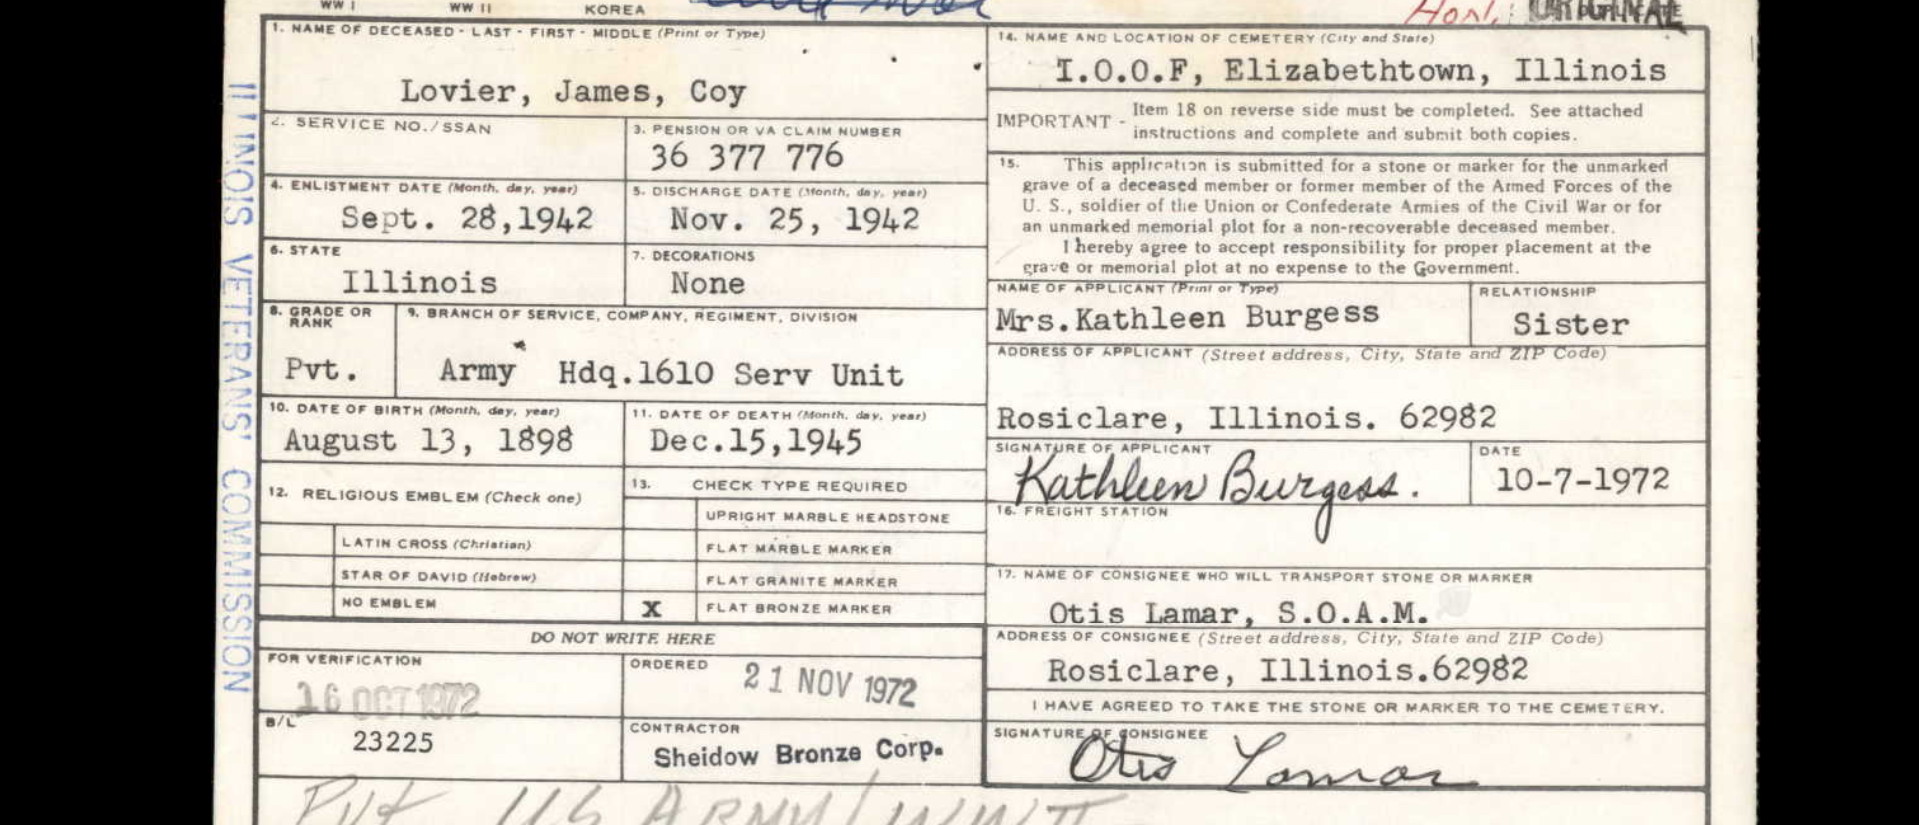 WW I WW II KOREA
Hon. ORIGINAL
1. NAME OF DECEASED - LAST - FIRST - MIDDLE (Print or Type)
Lovier, James, Coy
2. SERVICE NO./SSAN
3. PENSION OR VA CLAIM NUMBER
36 377 776
4. ENLISTMENT DATE (Month, day, year)
Sept. 28,1942
5. DISCHARGE DATE (Month, day, year)
Nov. 25, 1942
6. STATE
Illinois
7. DECORATIONS
None
8. GRADE OR RANK
Pvt.
9. BRANCH OF SERVICE, COMPANY, REGIMENT, DIVISION
Army Hdq.1610 Serv Unit
10. DATE OF BIRTH (Month, day, year)
August 13, 1898
11. DATE OF DEATH (Month, day, year)
Dec.15,1945
12. RELIGIOUS EMBLEM (Check one)
LATIN CROSS (Christian)
STAR OF DAVID (Hebrew)
NO EMBLEM
13. CHECK TYPE REQUIRED
UPRIGHT MARBLE HEADSTONE
FLAT MARBLE MARKER
FLAT GRANITE MARKER
X FLAT BRONZE MARKER
DO NOT WRITE HERE
FOR VERIFICATION
16 OCT 1972
ORDERED
21 NOV 1972
B/L
23225
CONTRACTOR
Sheidow Bronze Corp.
14. NAME AND LOCATION OF CEMETERY (City and State)
I.O.O.F, Elizabethtown, Illinois
IMPORTANT - Item 18 on reverse side must be completed. See attached
instructions and complete and submit both copies.
15. This application is submitted for a stone or marker for the unmarked
grave of a deceased member or former member of the Armed Forces of the
U. S., soldier of the Union or Confederate Armies of the Civil War or for
an unmarked memorial plot for a non-recoverable deceased member.
I hereby agree to accept responsibility for proper placement at the
grave or memorial plot at no expense to the Government.
NAME OF APPLICANT (Print or Type)
Mrs.Kathleen Burgess
RELATIONSHIP
Sister
ADDRESS OF APPLICANT (Street address, City, State and ZIP Code)
Rosiclare, Illinois. 62982
SIGNATURE OF APPLICANT
Kathleen Burgess.
DATE
10-7-1972
16. FREIGHT STATION
17. NAME OF CONSIGNEE WHO WILL TRANSPORT STONE OR MARKER
Otis Lamar, S.O.A.M.
ADDRESS OF CONSIGNEE (Street address, City, State and ZIP Code)
Rosiclare, Illinois.62982
I HAVE AGREED TO TAKE THE STONE OR MARKER TO THE CEMETERY.
SIGNATURE OF CONSIGNEE
Otis Lamar
Pvt US ARMY/WWII
ILLINOIS VETERANS' COMMISSION